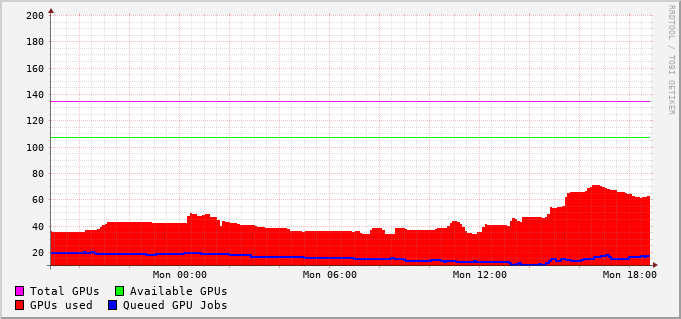 200
180
160
140
120
100
80
60
40
20
Mon 00:00 Mon 06:00 Mon 12:00 Mon 18:00
Total GPUs Available GPUs
GPUs used Queued GPU Jobs
RRDTOOL / TOBI OETIKER